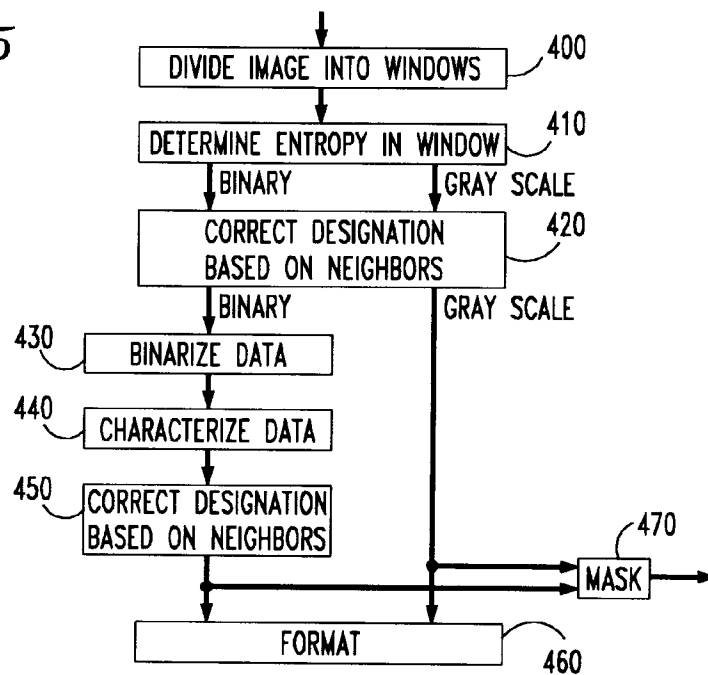 5
DIVIDE IMAGE INTO WINDOWS
400
DETERMINE ENTROPY IN WINDOW
410
BINARY
GRAY SCALE
CORRECT DESIGNATION
BASED ON NEIGHBORS
420
BINARY
GRAY SCALE
430
BINARIZE DATA
440
CHARACTERIZE DATA
450
CORRECT DESIGNATION
BASED ON NEIGHBORS
470
MASK
FORMAT
460